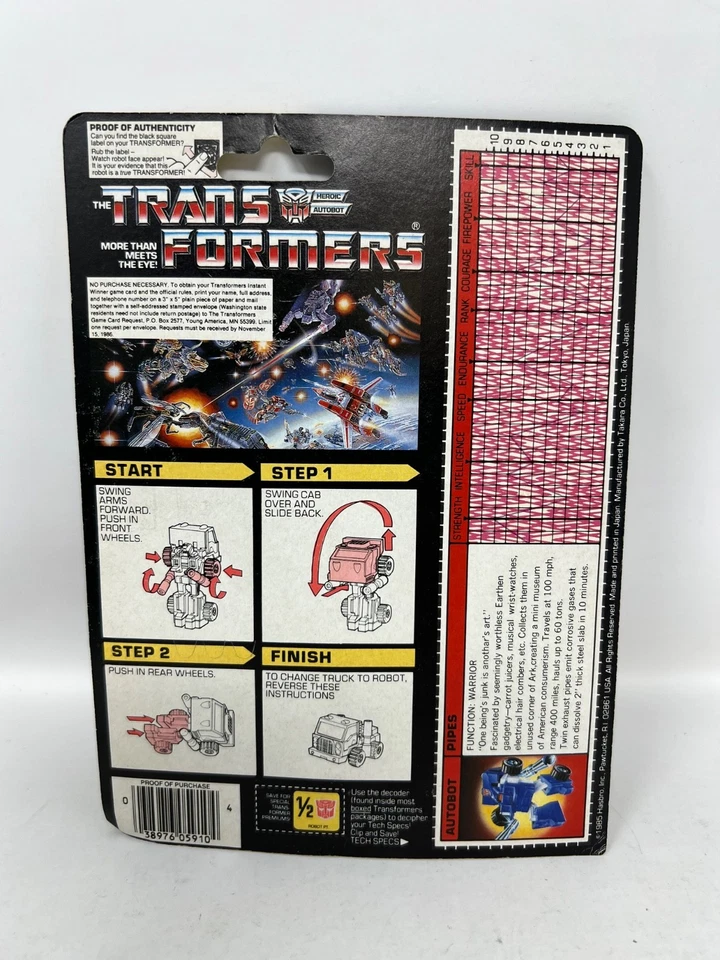 PROOF OF AUTHENTICITY
Can you find the black square
label on your TRANSFORMER?
Rub the label –
Watch robot face appear!
It is your evidence that this
robot is a true TRANSFORMER!
THE TRANSFORMERS®
HEROIC
AUTOBOT
MORE THAN
MEETS
THE EYE!
NO PURCHASE NECESSARY. To obtain your Transformers Instant
Winner game card and the official rules, print your name, full address,
and telephone number on a 3" x 5" plain piece of paper and mail
together with a self-addressed stamped envelope (Washington state
residents need not include return postage) to The Transformers
Game Card Request, P.O. Box 2577, Young America, MN 55399. Limit
one request per envelope. Requests must be received by November
15, 1986.
START
SWING
ARMS
FORWARD.
PUSH IN
FRONT
WHEELS.
STEP 1
SWING CAB
OVER AND
SLIDE BACK.
STEP 2
PUSH IN REAR WHEELS.
FINISH
TO CHANGE TRUCK TO ROBOT,
REVERSE THESE
INSTRUCTIONS
PROOF OF PURCHASE
0
4
38976 05910
SAVE FOR
SPECIAL
TRANS-
FORMER
PREMIUMS!
1/2
ROBOT PT.
Use the decoder
(found inside most
boxed Transformers
packages) to decipher
your Tech Specs!
Clip and Save!
TECH SPECS
AUTOBOT PIPES
FUNCTION: WARRIOR
"One being's junk is anothar's art."
Fascinated by seemingly worthless Earthen
gadgetry—carrot juicers, musical wrist-watches,
electrical hair combers, etc. Collects them in
unused corner of Ark,creating a mini museum
of American consumerism. Travels at 100 mph,
range 400 miles, hauls up to 60 tons.
Twin exhaust pipes emit corrosive gases that
can dissolve 2" thick steel slab in 10 minutes.
STRENGTH INTELLIGENCE SPEED ENDURANCE RANK COURAGE FIREPOWER SKILL
10
9
8
7
6
5
4
3
2
1
©1985 Hasbro, Inc., Pawtucket, R.I. 02861 USA. All Rights Reserved. Made and printed in Japan. Manufactured by Takara Co., Ltd., Tokyo, Japan.